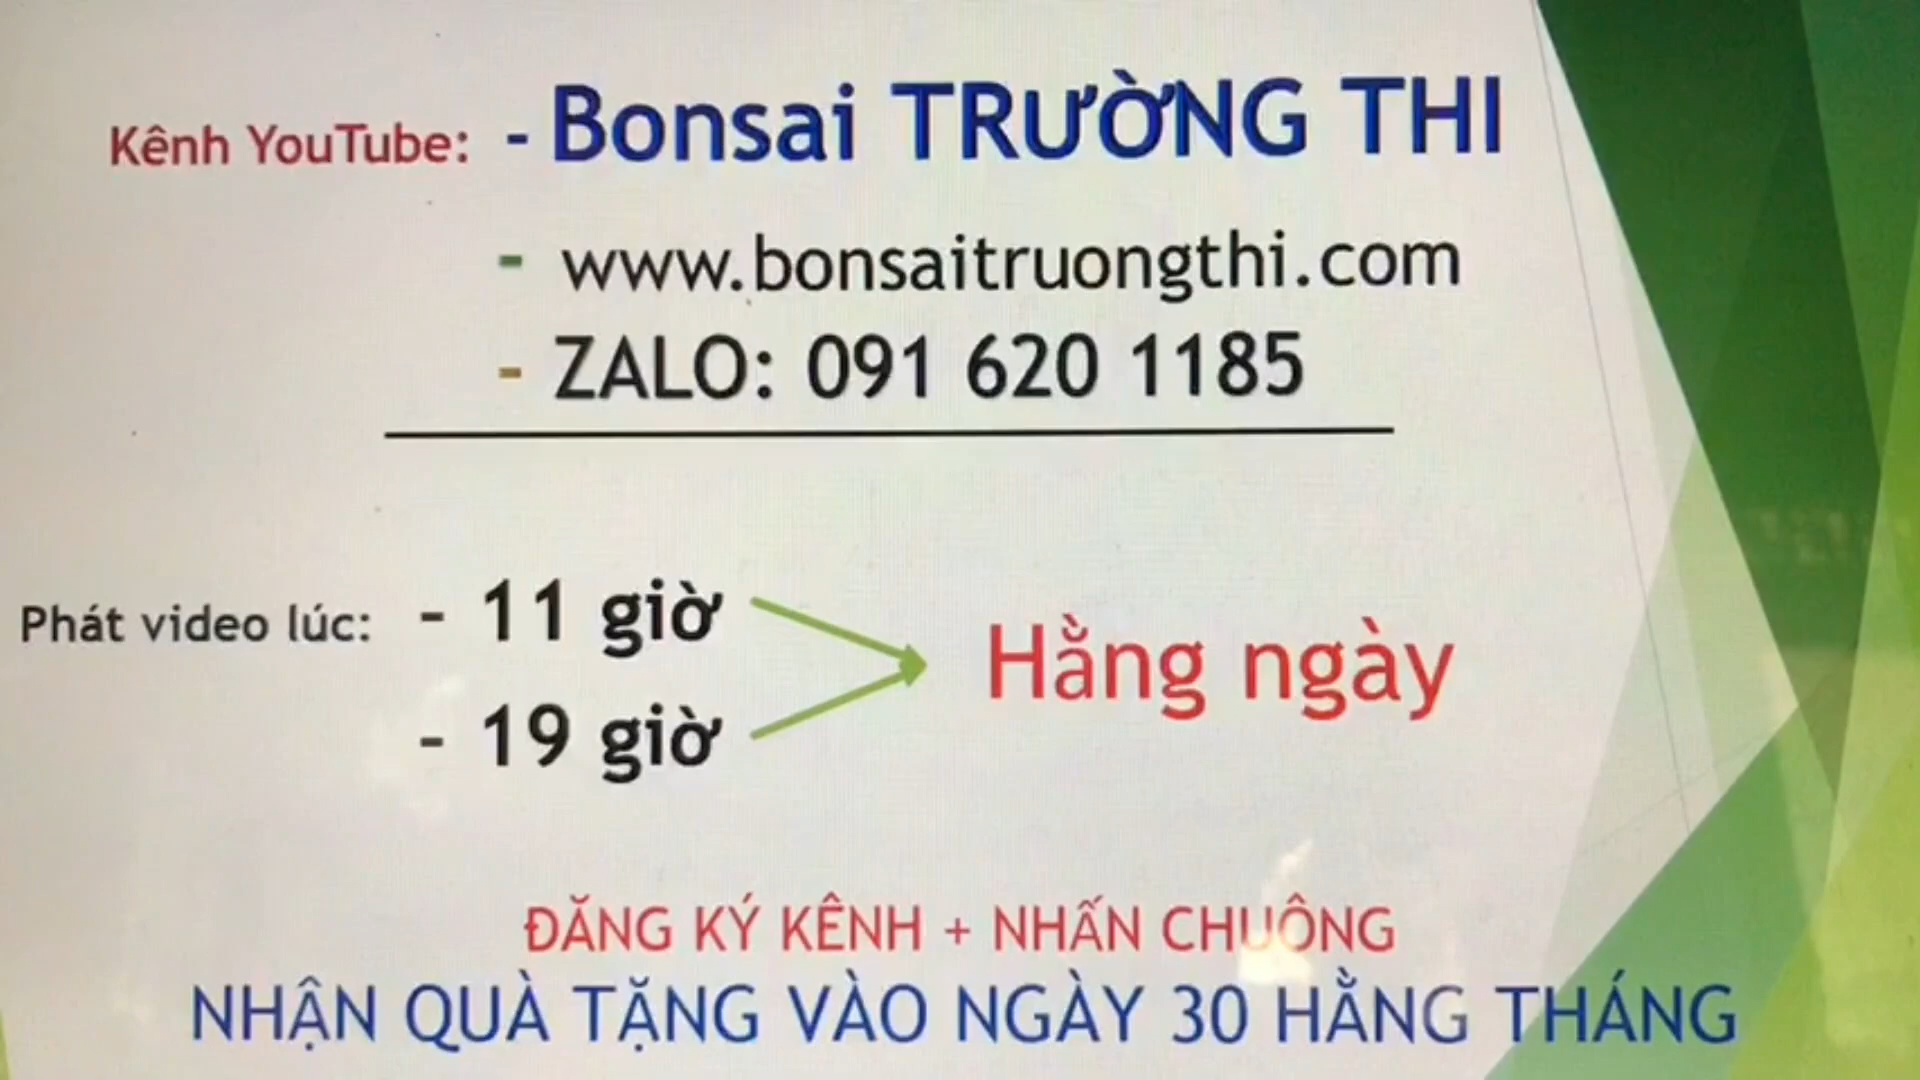 Kênh YouTube: - Bonsai TRƯỜNG THI
- www.bonsaitruongthi.com
- ZALO: 091 620 1185
Phát video lúc: - 11 giờ
Hằng ngày
- 19 giờ
ĐĂNG KÝ KÊNH + NHẤN CHUÔNG
NHẬN QUÀ TẶNG VÀO NGÀY 30 HẰNG THÁNG